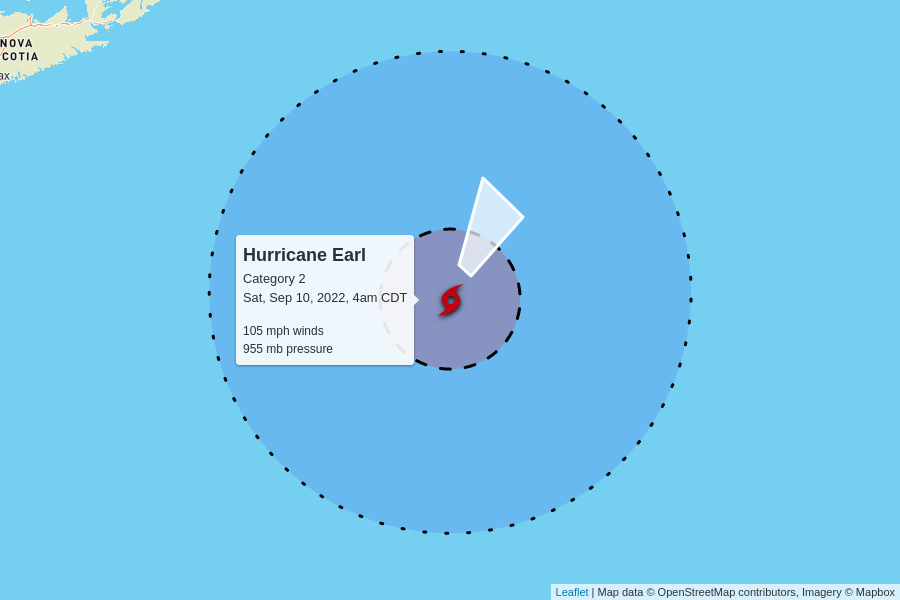 NOVA
COTIA
ax
Hurricane Earl
Category 2
Sat, Sep 10, 2022, 4am CDT
105 mph winds
955 mb pressure
Leaflet | Map data © OpenStreetMap contributors, Imagery © Mapbox